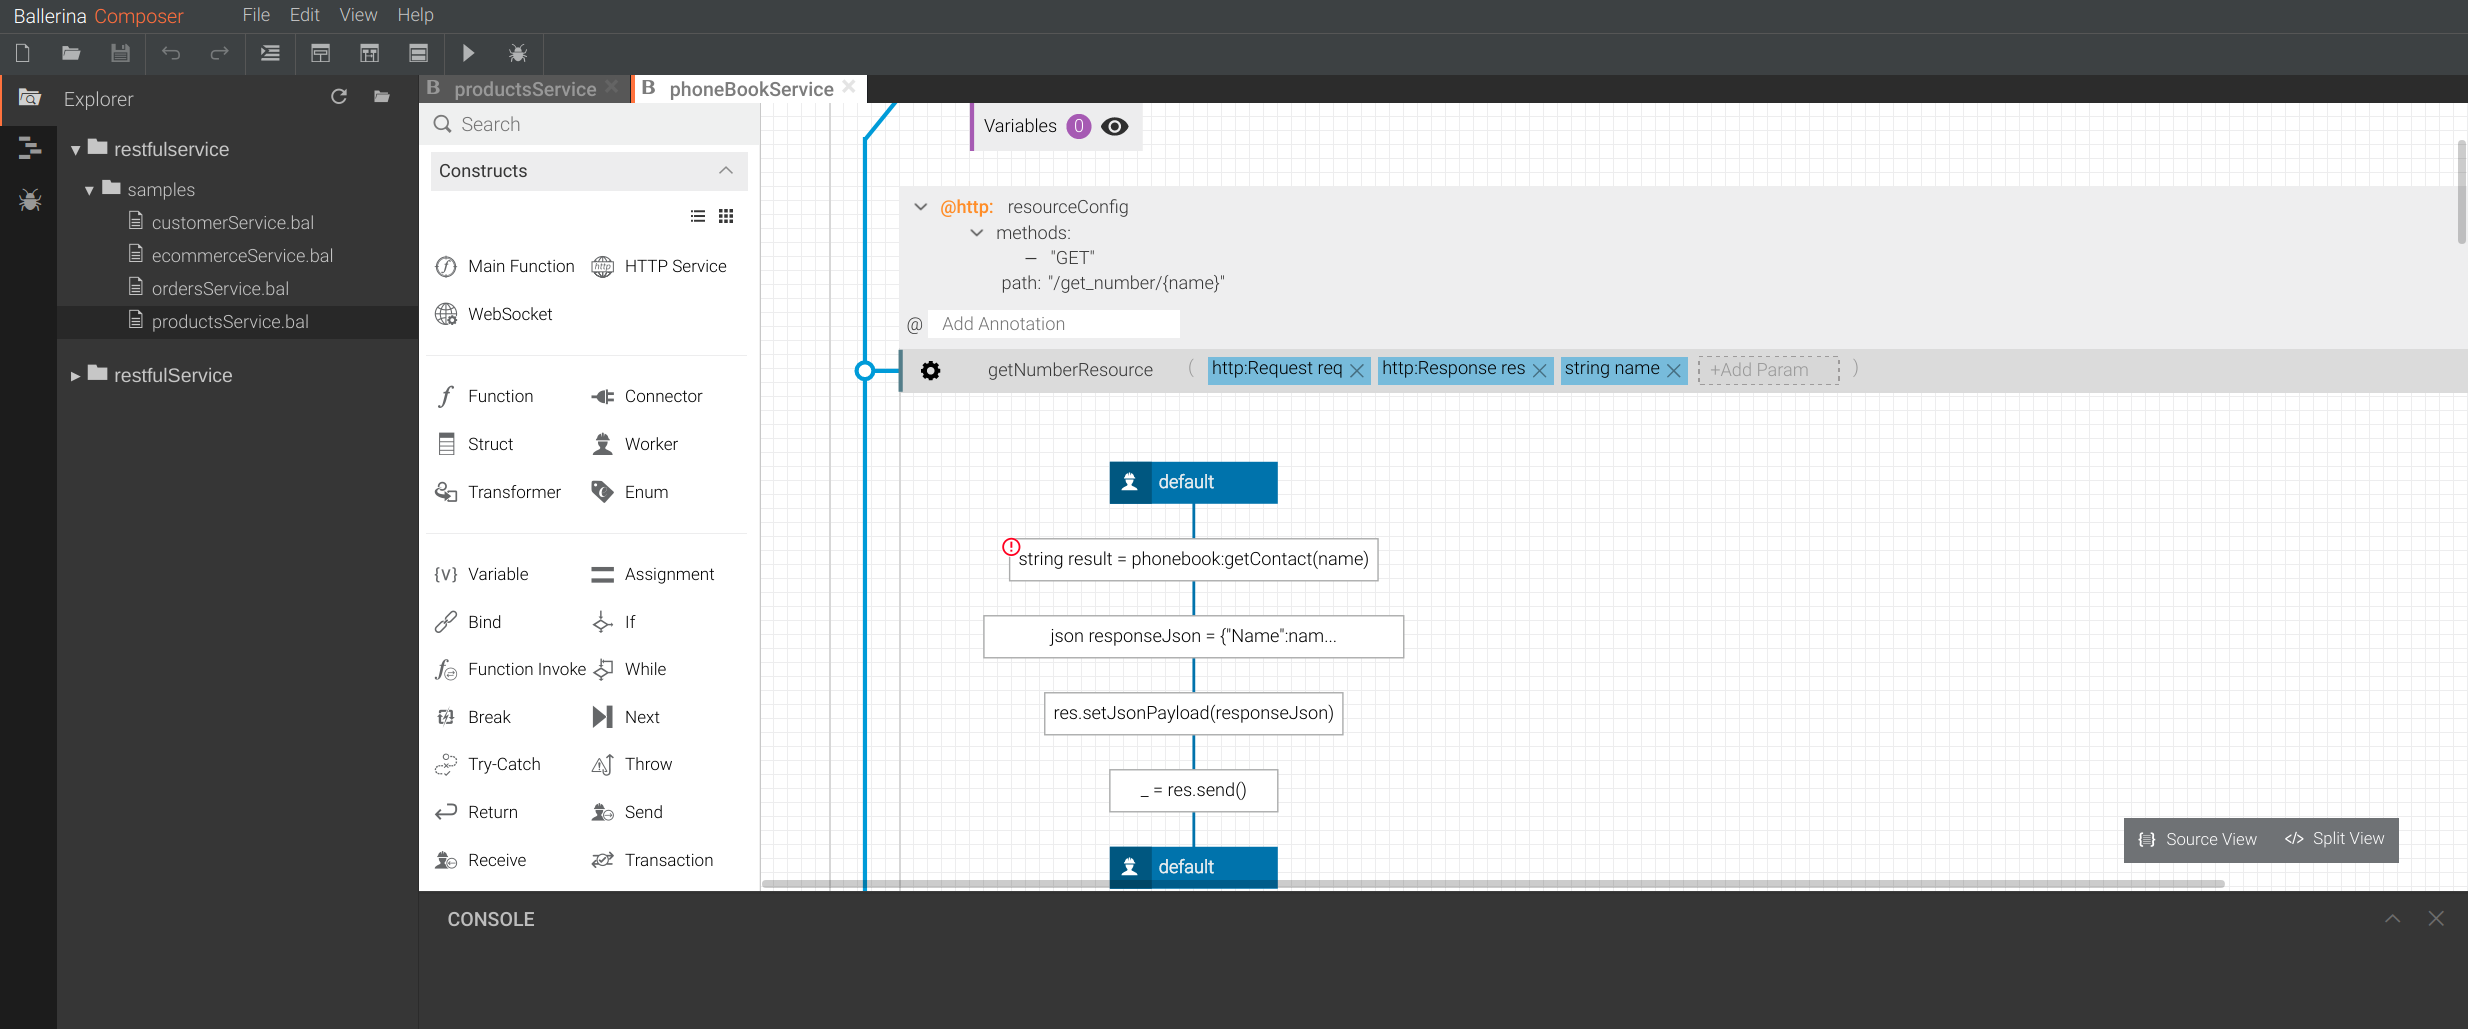 Ballerina Composer File Edit View Help
Explorer
restfulservice
samples
customerService.bal
ecommerceService.bal
ordersService.bal
productsService.bal
restfulService
B productsService
B phoneBookService
Search
Constructs
Main Function
HTTP Service
WebSocket
Function
Connector
Struct
Worker
Transformer
Enum
{V} Variable
Assignment
Bind
If
Function Invoke
While
Break
Next
Try-Catch
Throw
Return
Send
Receive
Transaction
Variables 0
@http: resourceConfig
methods:
– "GET"
path: "/get_number/{name}"
@ Add Annotation
getNumberResource ( http:Request req http:Response res string name +Add Param )
default
string result = phonebook:getContact(name)
json responseJson = {"Name":nam...
res.setJsonPayload(responseJson)
_ = res.send()
default
Source View </> Split View
CONSOLE